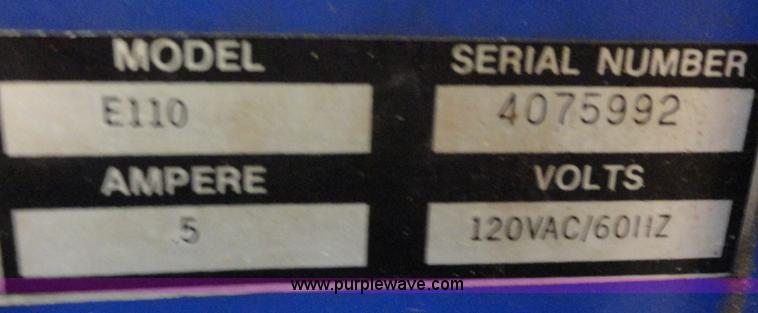 MODEL SERIAL NUMBER
E110 4075992
AMPERE VOLTS
.5 120VAC/60HZ
www.purplewave.com